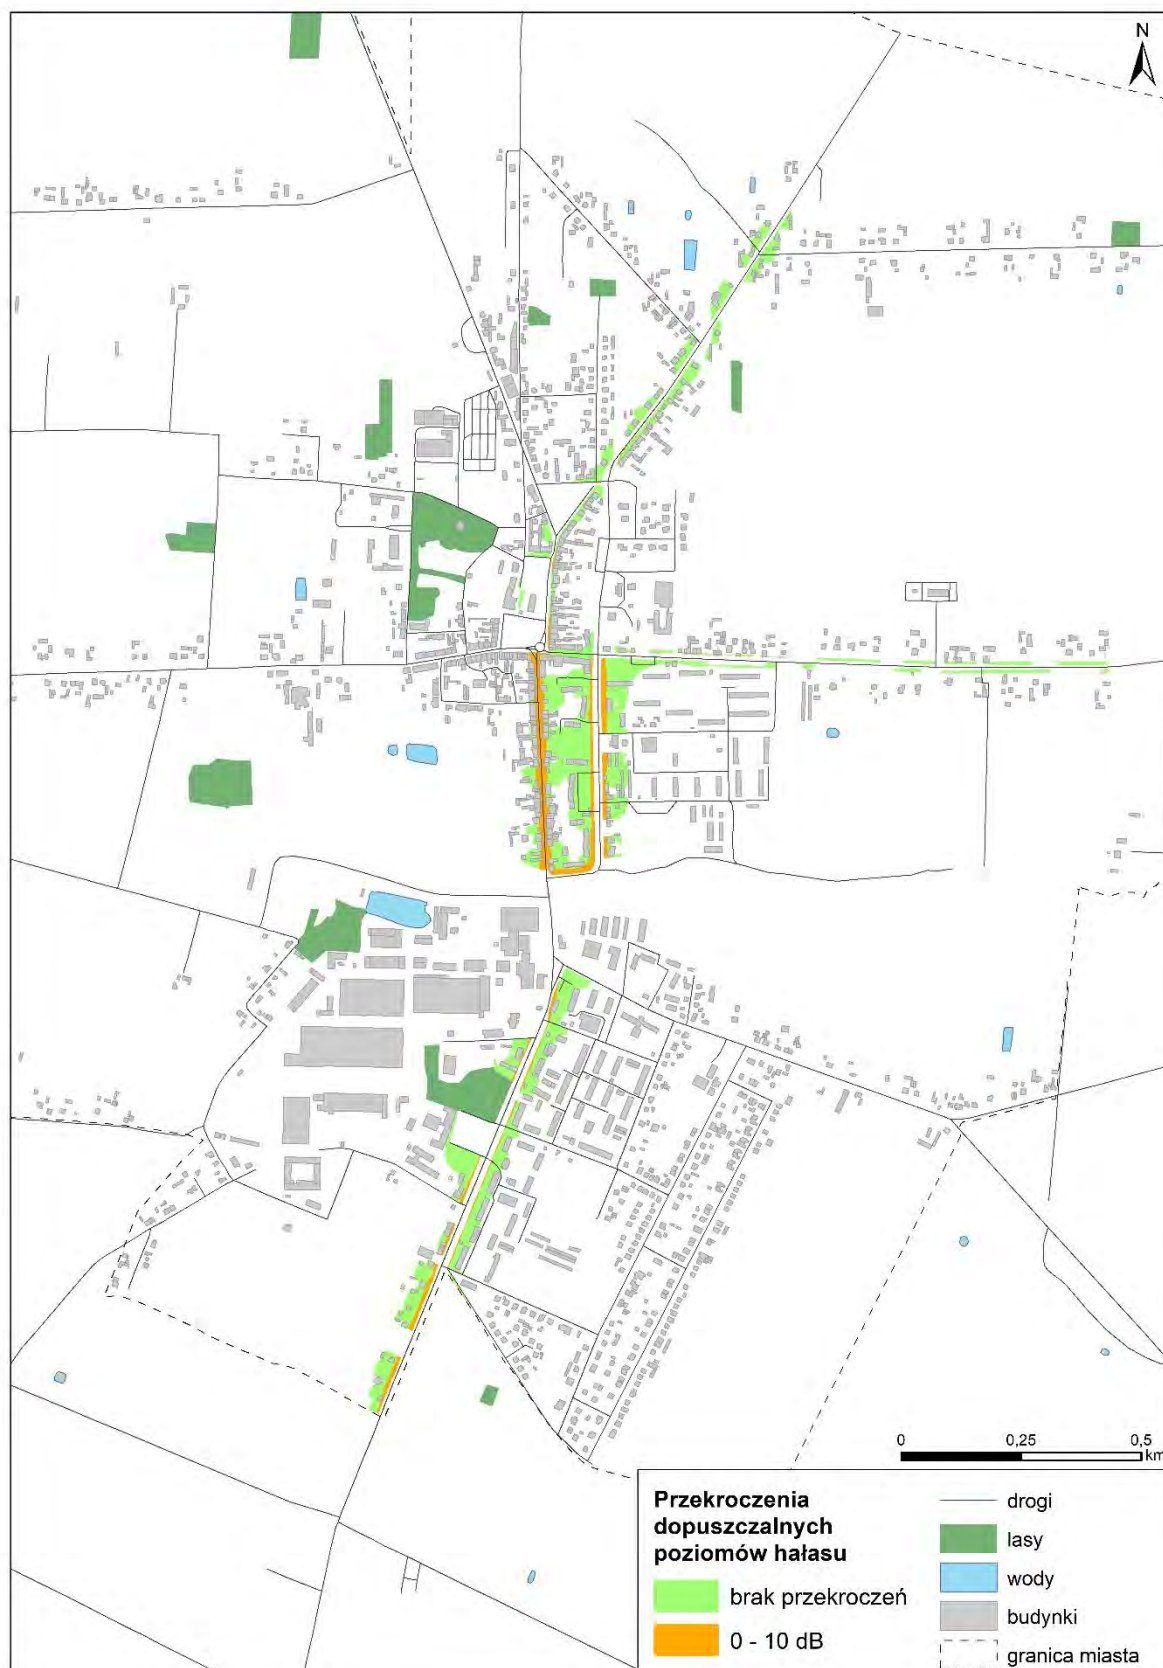 N
0 0,25 0,5
km
Przekroczenia
dopuszczalnych
poziomów hałasu
brak przekroczeń
0 - 10 dB
drogi
lasy
wody
budynki
granica miasta